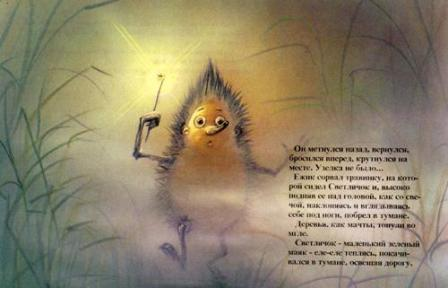 Он метнулся назад, вернулся,
бросился вперед, крутнулся на
месте. Узелка не было...
Ежик сорвал травинку, на кото-
рой сидел Светлячок и, высоко
подняв ее над головой, как со све-
чой, наклонясь и вглядываясь
себе под ноги, побрел в тумане.
Деревья, как мачты, тонули во
мгле.
Светлячок - маленький зеленый
маяк - еле-еле теплясь, покачи-
вался в тумане, освещая дорогу.